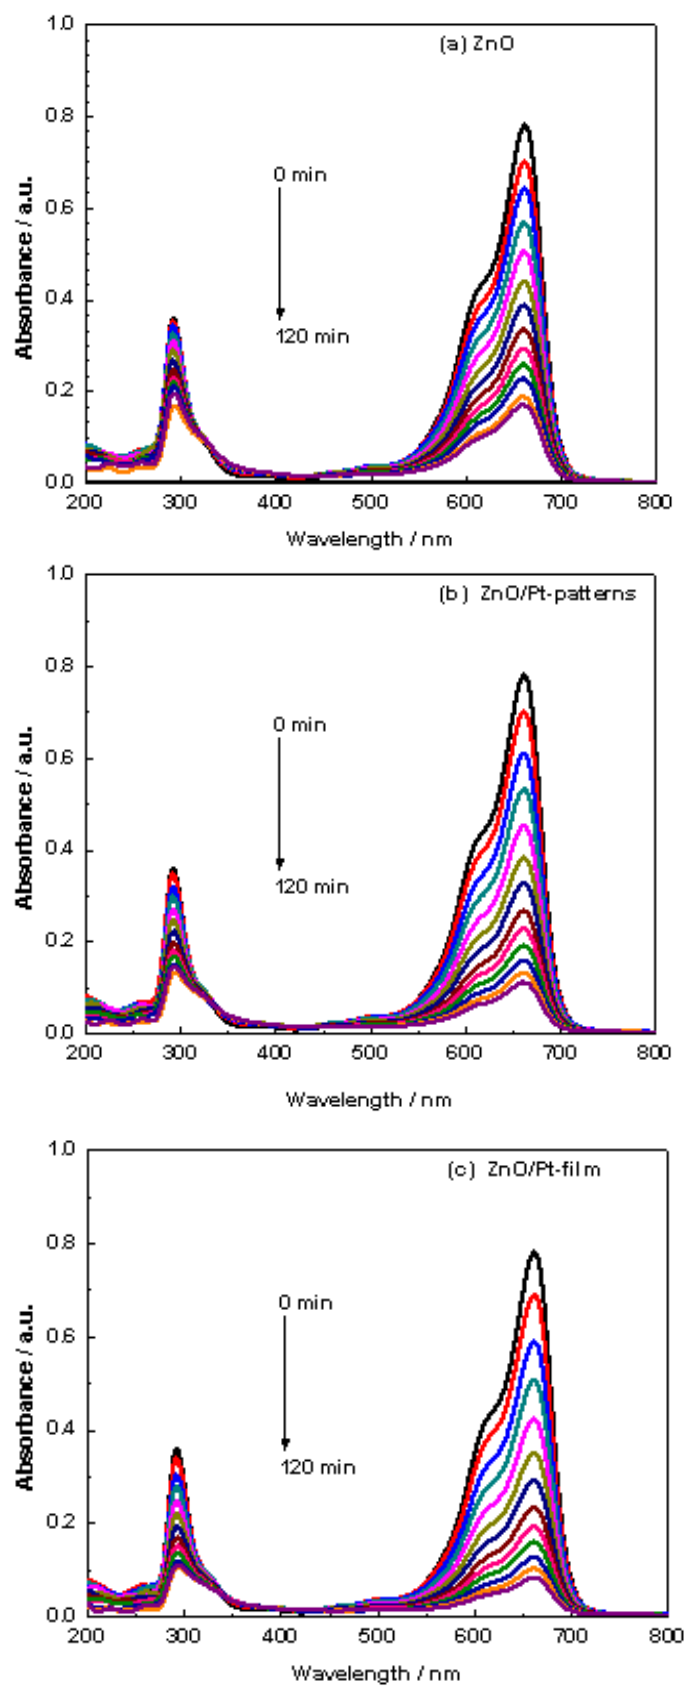 (a) ZnO
1.0
0.8
0.6
0.4
0.2
0.0
Absorbance / a.u.
0 min
120 min
200 300 400 500 600 700 800
Wavelength / nm
(b) ZnO/Pt-patterns
1.0
0.8
0.6
0.4
0.2
0.0
Absorbance / a.u.
0 min
120 min
200 300 400 500 600 700 800
Wavelength / nm
(c) ZnO/Pt-film
1.0
0.8
0.6
0.4
0.2
0.0
Absorbance / a.u.
0 min
120 min
200 300 400 500 600 700 800
Wavelength / nm